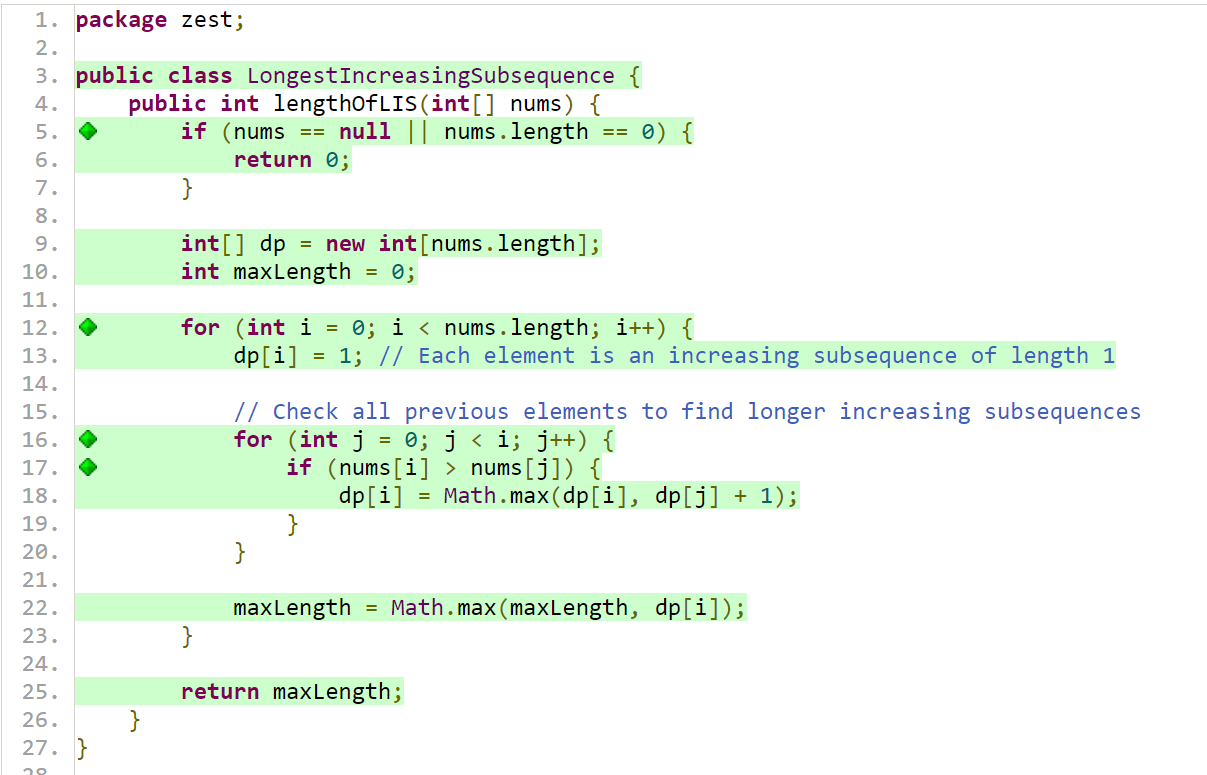 1. package zest;
2.
3. public class LongestIncreasingSubsequence {
4.     public int lengthOfLIS(int[] nums) {
5.         if (nums == null || nums.length == 0) {
6.             return 0;
7.         }
8.
9.         int[] dp = new int[nums.length];
10.         int maxLength = 0;
11.
12.         for (int i = 0; i < nums.length; i++) {
13.             dp[i] = 1; // Each element is an increasing subsequence of length 1
14.
15.             // Check all previous elements to find longer increasing subsequences
16.             for (int j = 0; j < i; j++) {
17.                 if (nums[i] > nums[j]) {
18.                     dp[i] = Math.max(dp[i], dp[j] + 1);
19.                 }
20.             }
21.
22.             maxLength = Math.max(maxLength, dp[i]);
23.         }
24.
25.         return maxLength;
26.     }
27. }
28.